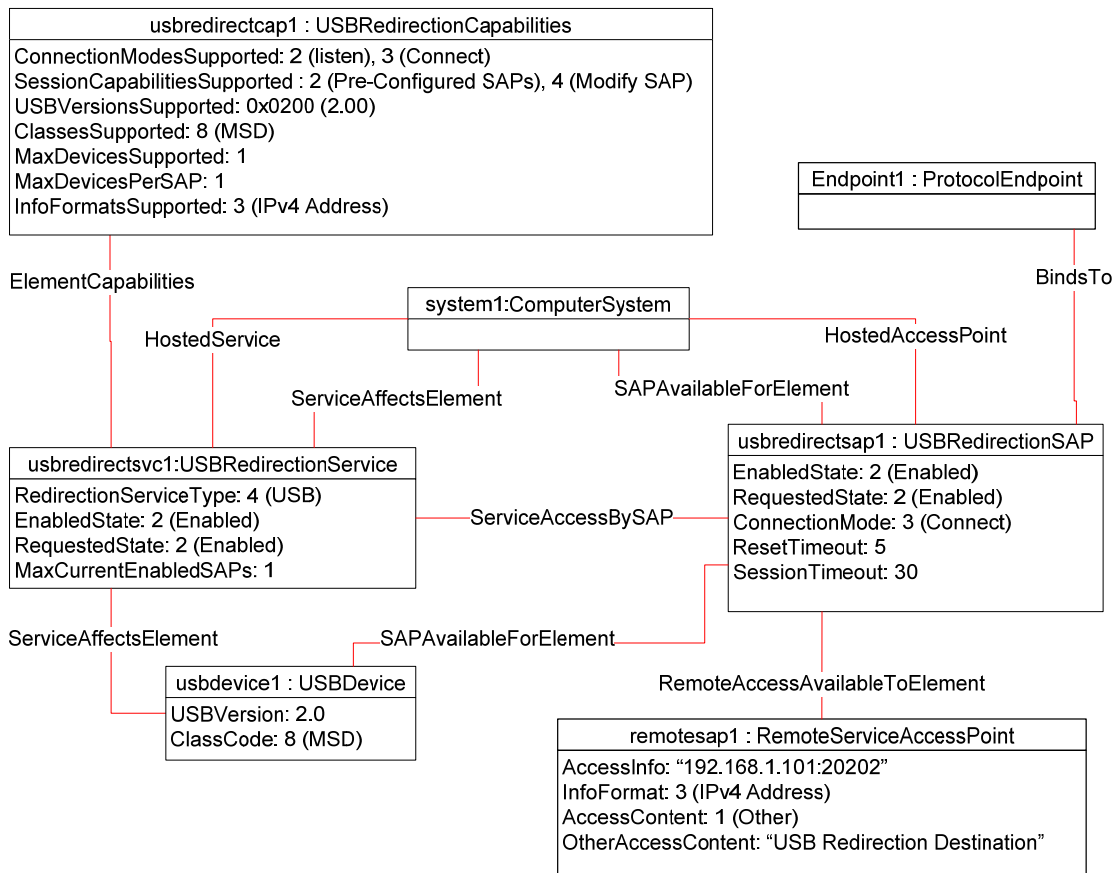 usbredirectcap1 : USBRedirectionCapabilities
ConnectionModesSupported: 2 (listen), 3 (Connect)
SessionCapabilitiesSupported : 2 (Pre-Configured SAPs), 4 (Modify SAP)
USBVersionsSupported: 0x0200 (2.00)
ClassesSupported: 8 (MSD)
MaxDevicesSupported: 1
MaxDevicesPerSAP: 1
InfoFormatsSupported: 3 (IPv4 Address)
Endpoint1 : ProtocolEndpoint
ElementCapabilities
BindsTo
system1:ComputerSystem
HostedService
HostedAccessPoint
ServiceAffectsElement
SAPAvailableForElement
usbredirectsvc1:USBRedirectionService
RedirectionServiceType: 4 (USB)
EnabledState: 2 (Enabled)
RequestedState: 2 (Enabled)
MaxCurrentEnabledSAPs: 1
ServiceAccessBySAP
usbredirectsap1 : USBRedirectionSAP
EnabledState: 2 (Enabled)
RequestedState: 2 (Enabled)
ConnectionMode: 3 (Connect)
ResetTimeout: 5
SessionTimeout: 30
ServiceAffectsElement
SAPAvailableForElement
usbdevice1 : USBDevice
USBVersion: 2.0
ClassCode: 8 (MSD)
RemoteAccessAvailableToElement
remotesap1 : RemoteServiceAccessPoint
AccessInfo: “192.168.1.101:20202”
InfoFormat: 3 (IPv4 Address)
AccessContent: 1 (Other)
OtherAccessContent: “USB Redirection Destination”